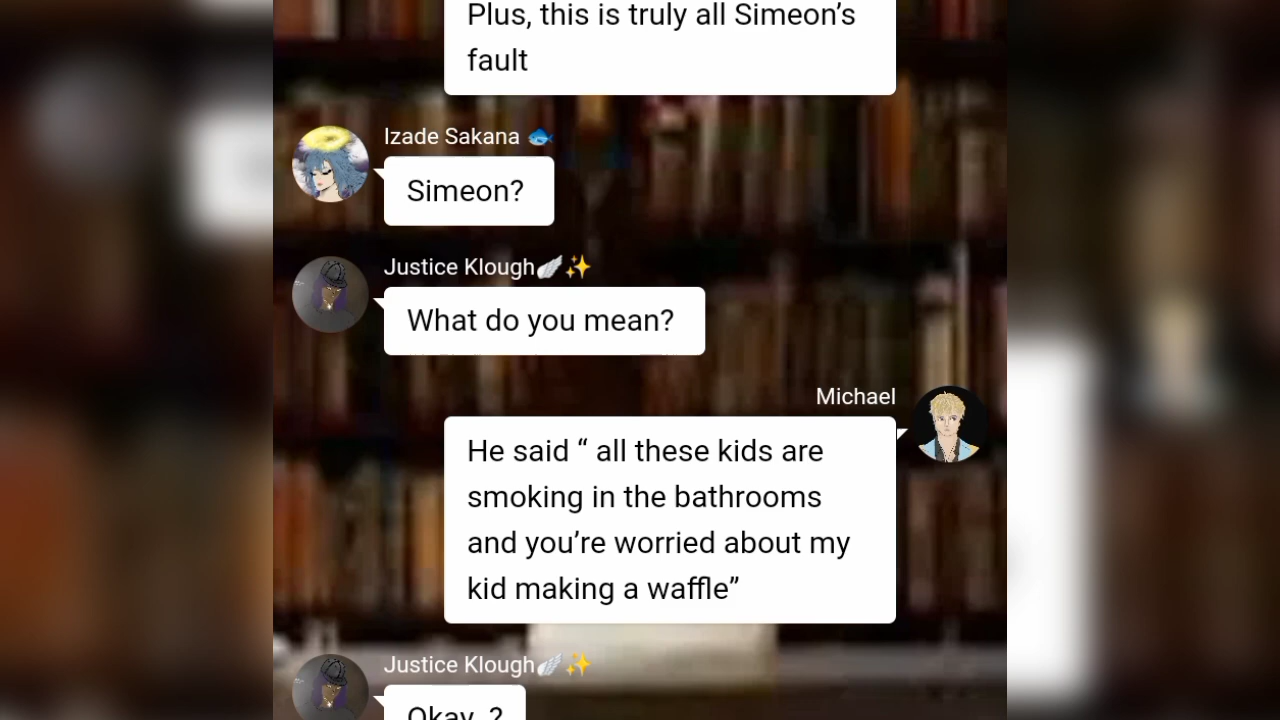 Plus, this is truly all Simeon’s
fault
Izade Sakana 🐟
Simeon?
Justice Klough🪽✨
What do you mean?
Michael
He said “ all these kids are
smoking in the bathrooms
and you’re worried about my
kid making a waffle”
Justice Klough🪽✨
Okay..?